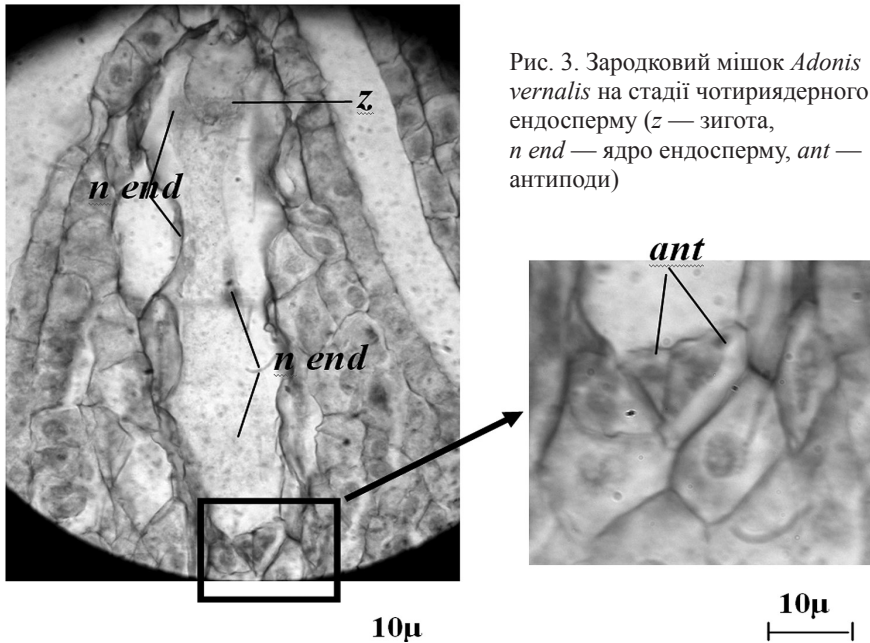 Рис. 3. Зародковий мішок Adonis
vernalis на стадії чотириядерного
ендосперму (z — зигота,
n end — ядро ендосперму, ant —
антиподи)
z
n end
n end
ant
10μ
10μ